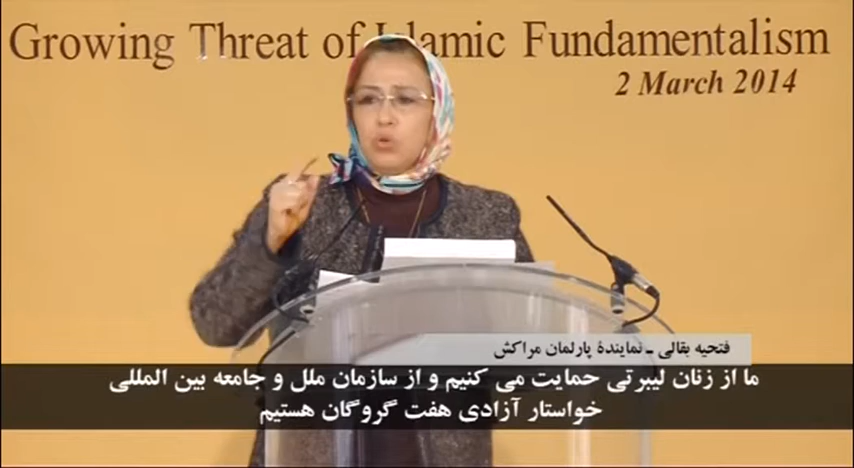 Growing Threat of Islamic Fundamentalism
2 March 2014
فتحیه بقالی ـ نمایندهٔ پارلمان مراکش
ما از زنان لیبرتی حمایت می کنیم و از سازمان ملل و جامعه بین المللی
خواستار آزادی هفت گروگان هستیم